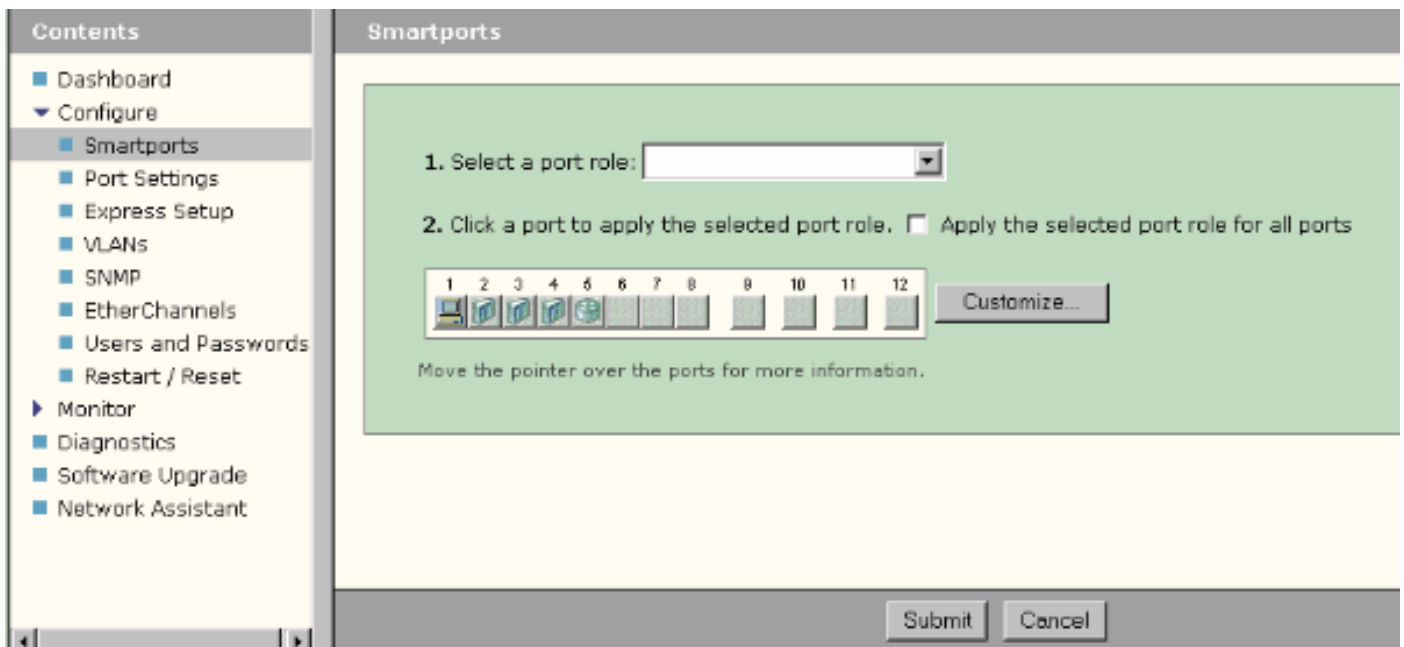 Contents
Dashboard
Configure
Smartports
Port Settings
Express Setup
VLANs
SNMP
EtherChannels
Users and Passwords
Restart / Reset
Monitor
Diagnostics
Software Upgrade
Network Assistant
Smartports
1. Select a port role:
2. Click a port to apply the selected port role. Apply the selected port role for all ports
1 2 3 4 5 6 7 8 9 10 11 12
Customize...
Move the pointer over the ports for more information.
Submit Cancel